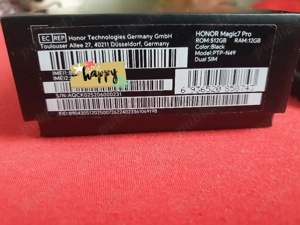 EC REP Honor Technologies Germany GmbH
Toulouser Allee 27, 40211 Düsseldorf, Germany
HONOR Magic7 Pro
ROM:512GB RAM:12GB
Color:Black
Model:PTP-N49
Dual SIM
IMEI1:
IMEI2:
happy
S/N:AQCK025206000231